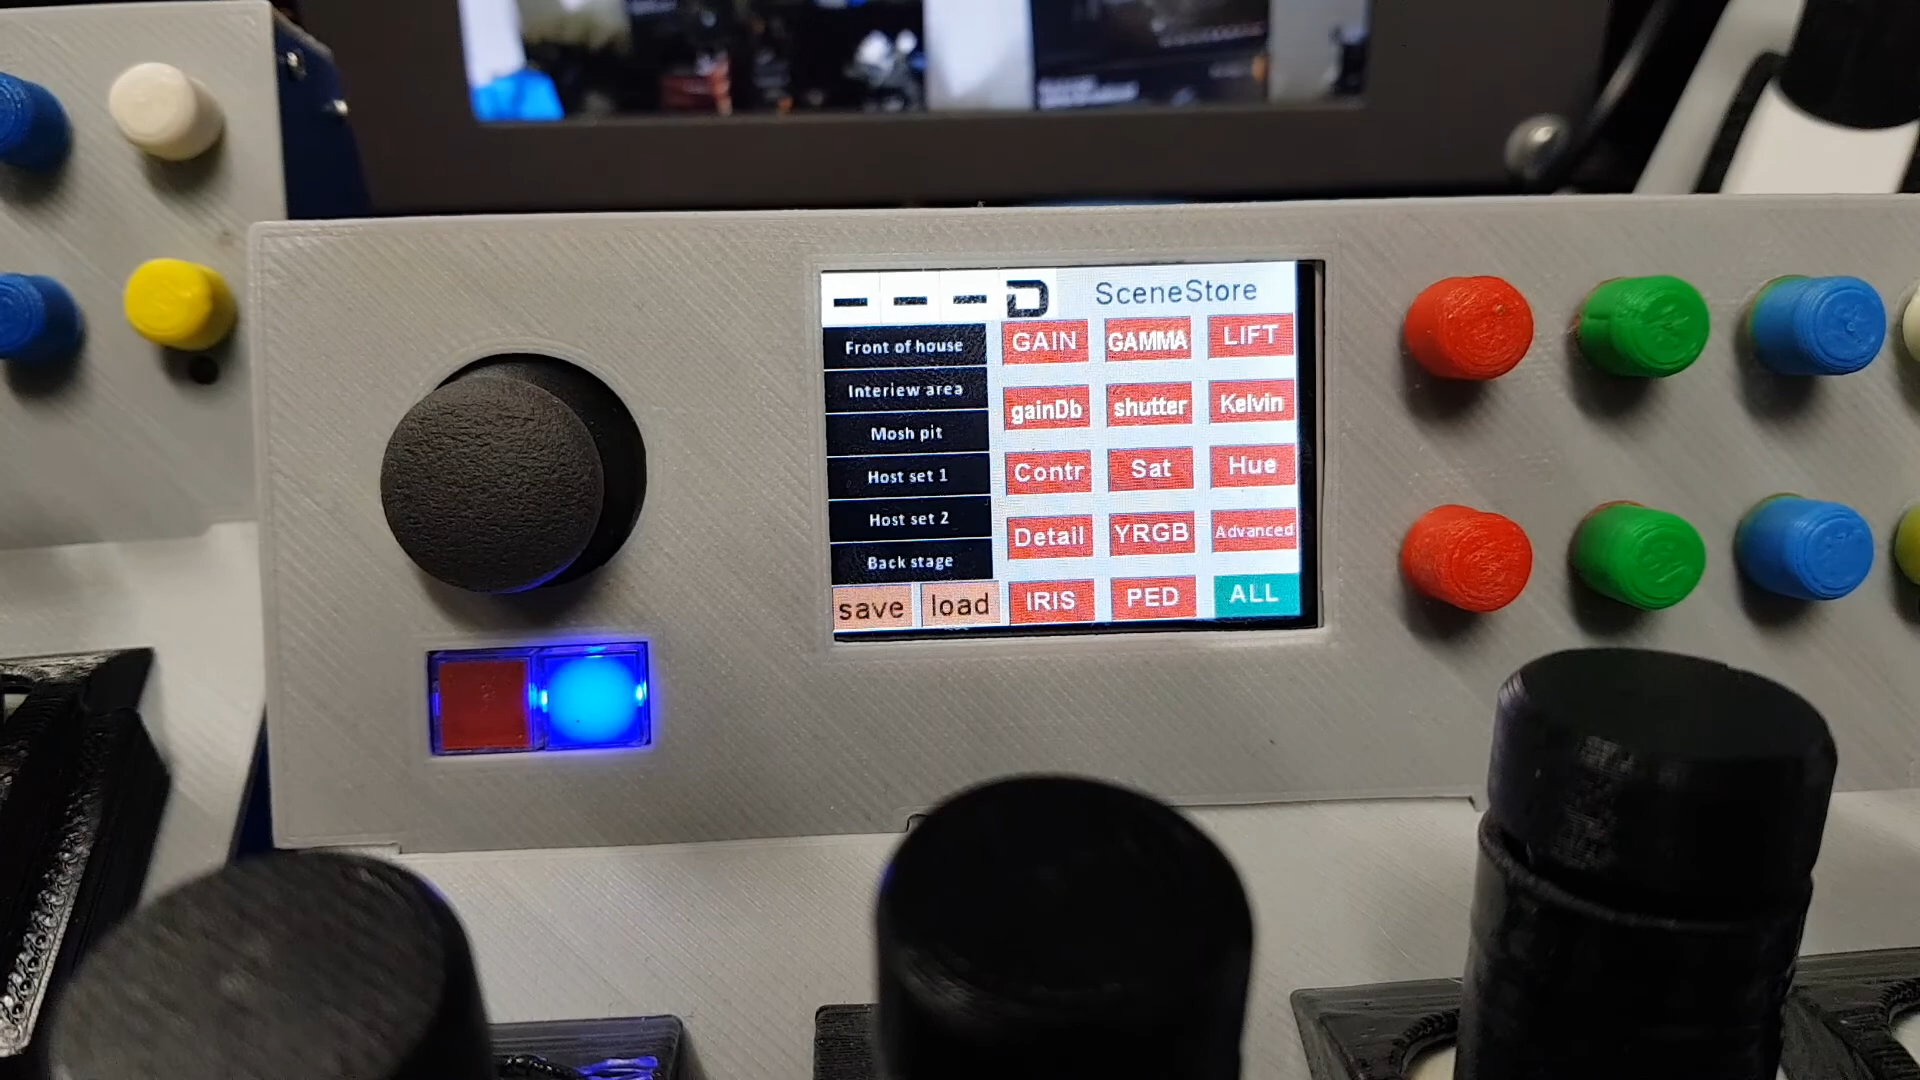 - - - D SceneStore
Front of house
Interiew area
Mosh pit
Host set 1
Host set 2
Back stage
save load
GAIN GAMMA LIFT
gainDb shutter Kelvin
Contr Sat Hue
Detail YRGB Advanced
IRIS PED ALL